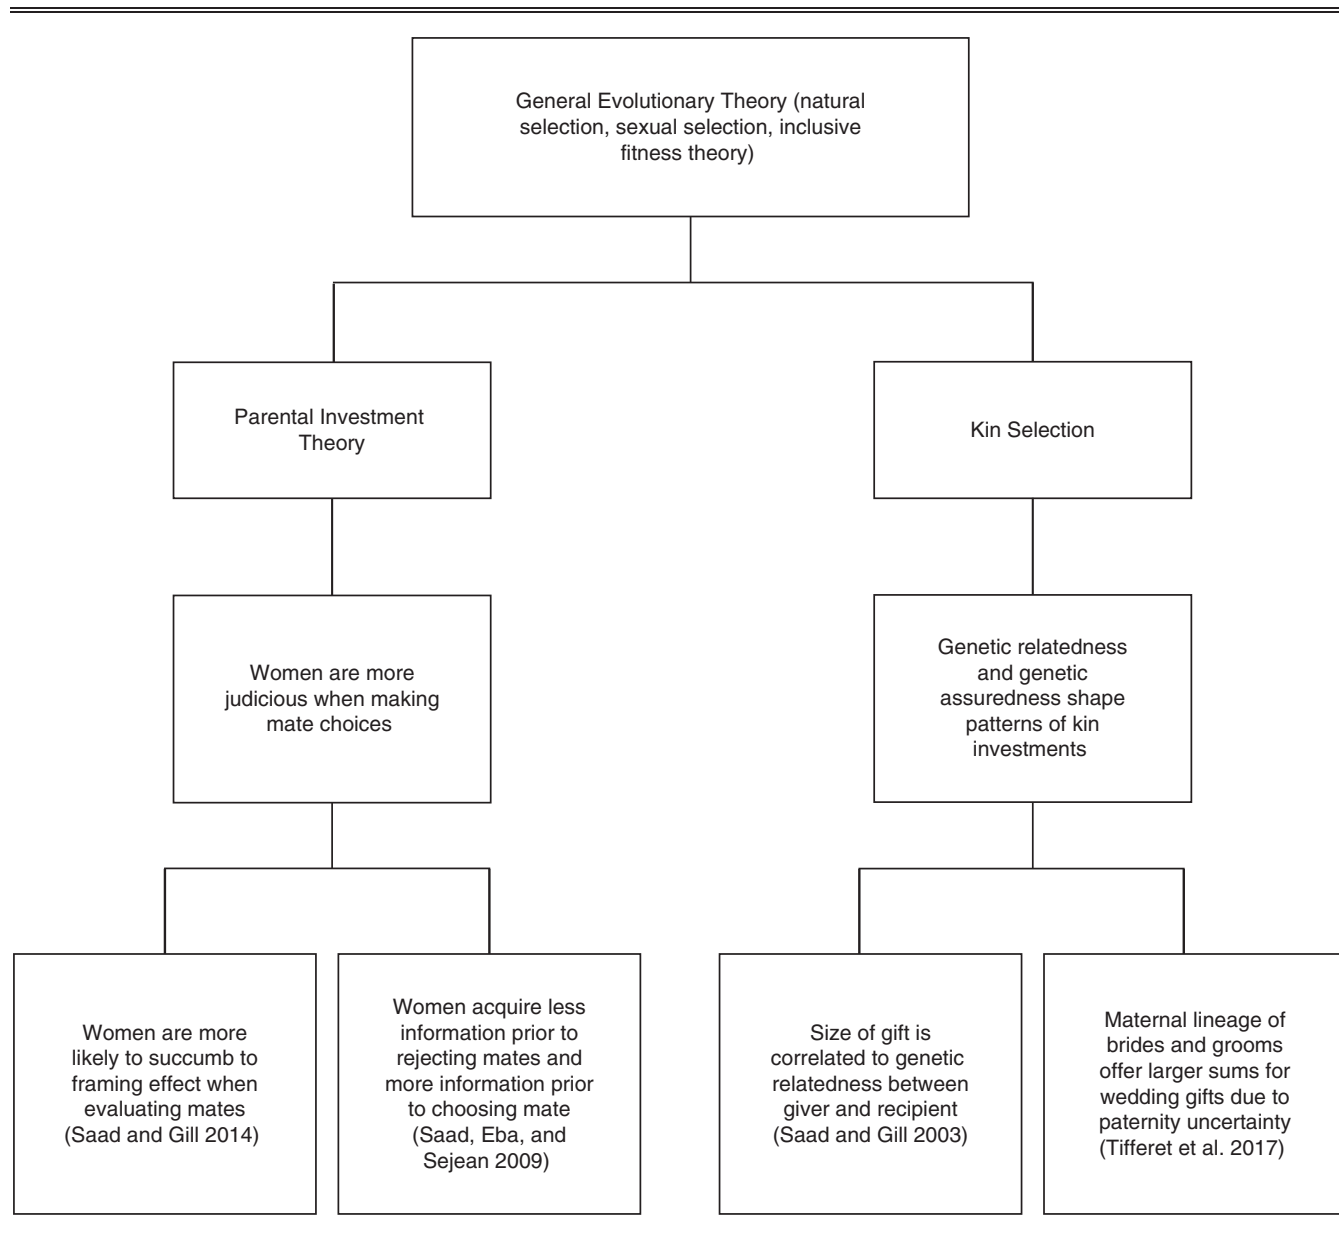 General Evolutionary Theory (natural
selection, sexual selection, inclusive
fitness theory)
Parental Investment
Theory
Kin Selection
Women are more
judicious when making
mate choices
Genetic relatedness
and genetic
assuredness shape
patterns of kin
investments
Women are more
likely to succumb to
framing effect when
evaluating mates
(Saad and Gill 2014)
Women acquire less
information prior to
rejecting mates and
more information prior
to choosing mate
(Saad, Eba, and
Sejean 2009)
Size of gift is
correlated to genetic
relatedness between
giver and recipient
(Saad and Gill 2003)
Maternal lineage of
brides and grooms
offer larger sums for
wedding gifts due to
paternity uncertainty
(Tifferet et al. 2017)